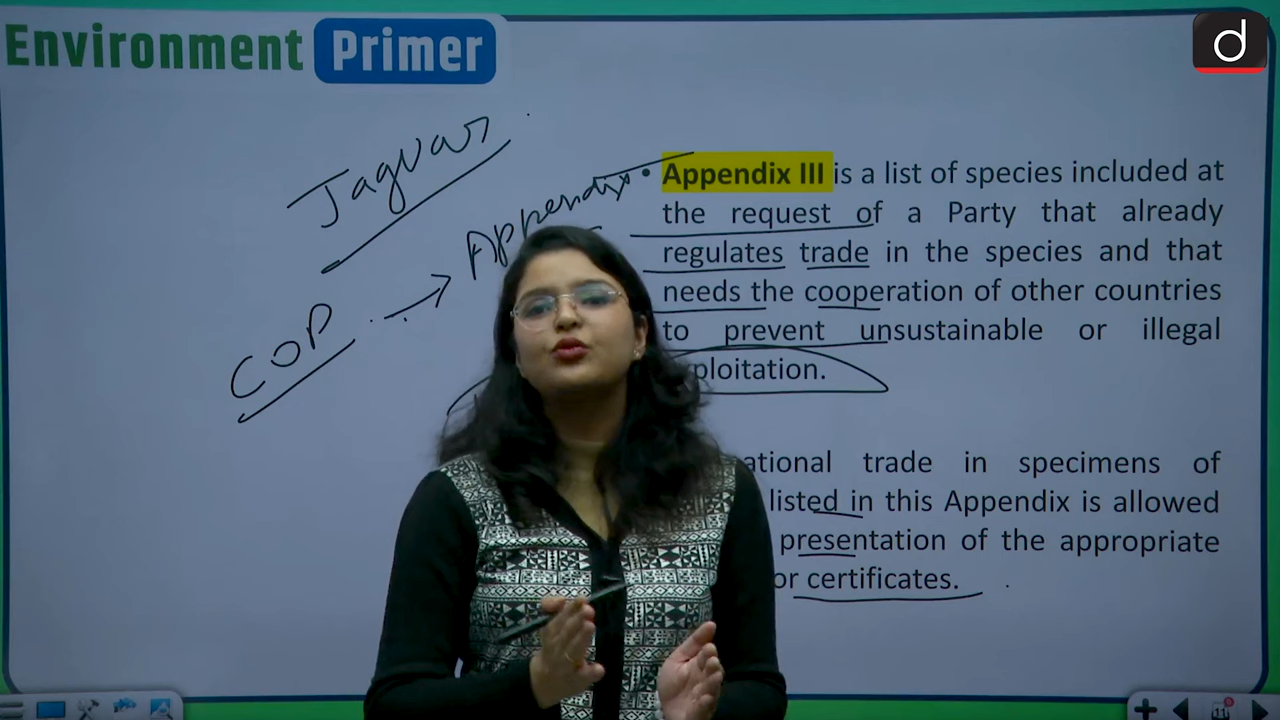 Environment Primer
d
Jaguar
COP
Appendix
• Appendix III is a list of species included at
the request of a Party that already
regulates trade in the species and that
needs the cooperation of other countries
to prevent unsustainable or illegal
ploitation.
ational trade in specimens of
listed in this Appendix is allowed
presentation of the appropriate
or certificates.
11